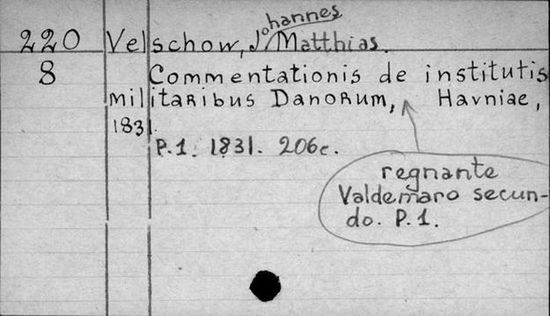 220 Velschow, Johannes Matthias.
8 Commentationis de institutis
militaribus Danorum, Havniae,
1831.
P.1. 1831. 206c.
regnante
Valdemaro secun-
do. P.1.